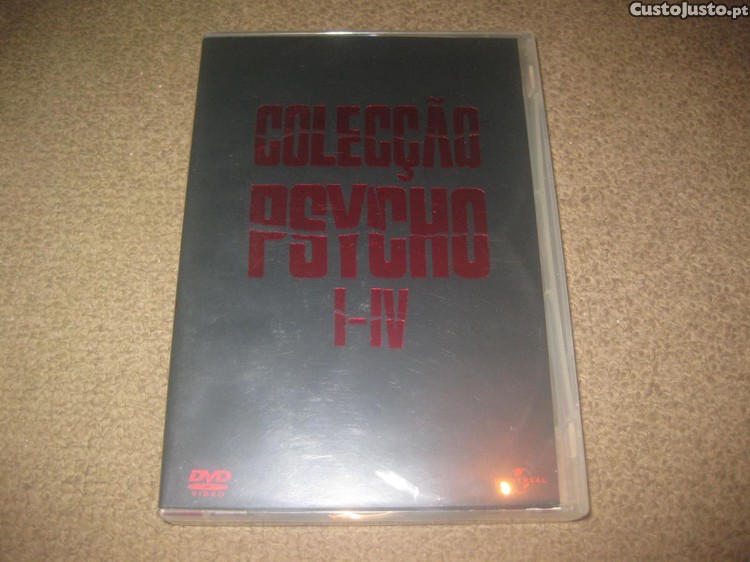 CustoJusto.pt
COLECÇÃO
PSYCHO
I-IV
DVD
VIDEO
UNIVERSAL